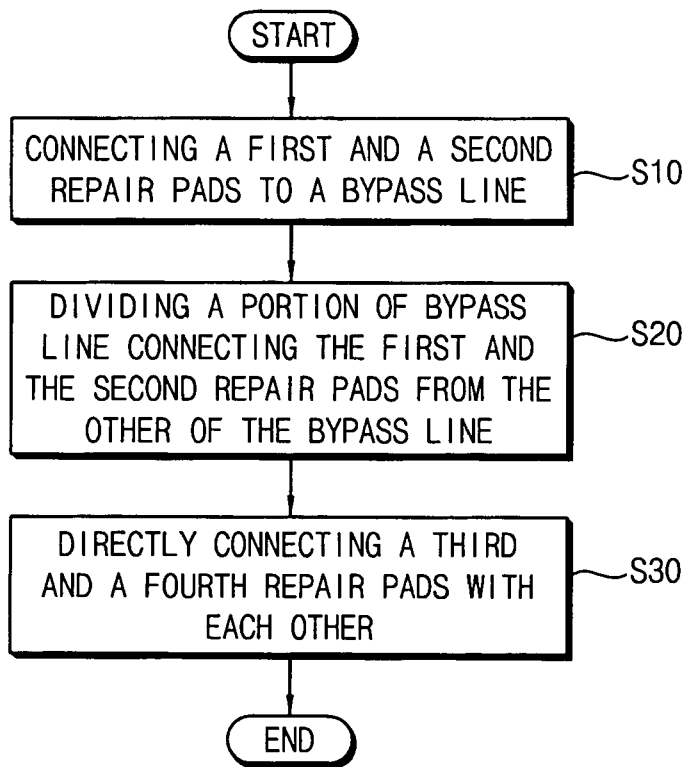 START
CONNECTING A FIRST AND A SECOND
REPAIR PADS TO A BYPASS LINE
S10
DIVIDING A PORTION OF BYPASS
LINE CONNECTING THE FIRST AND
THE SECOND REPAIR PADS FROM THE
OTHER OF THE BYPASS LINE
S20
DIRECTLY CONNECTING A THIRD
AND A FOURTH REPAIR PADS WITH
EACH OTHER
S30
END